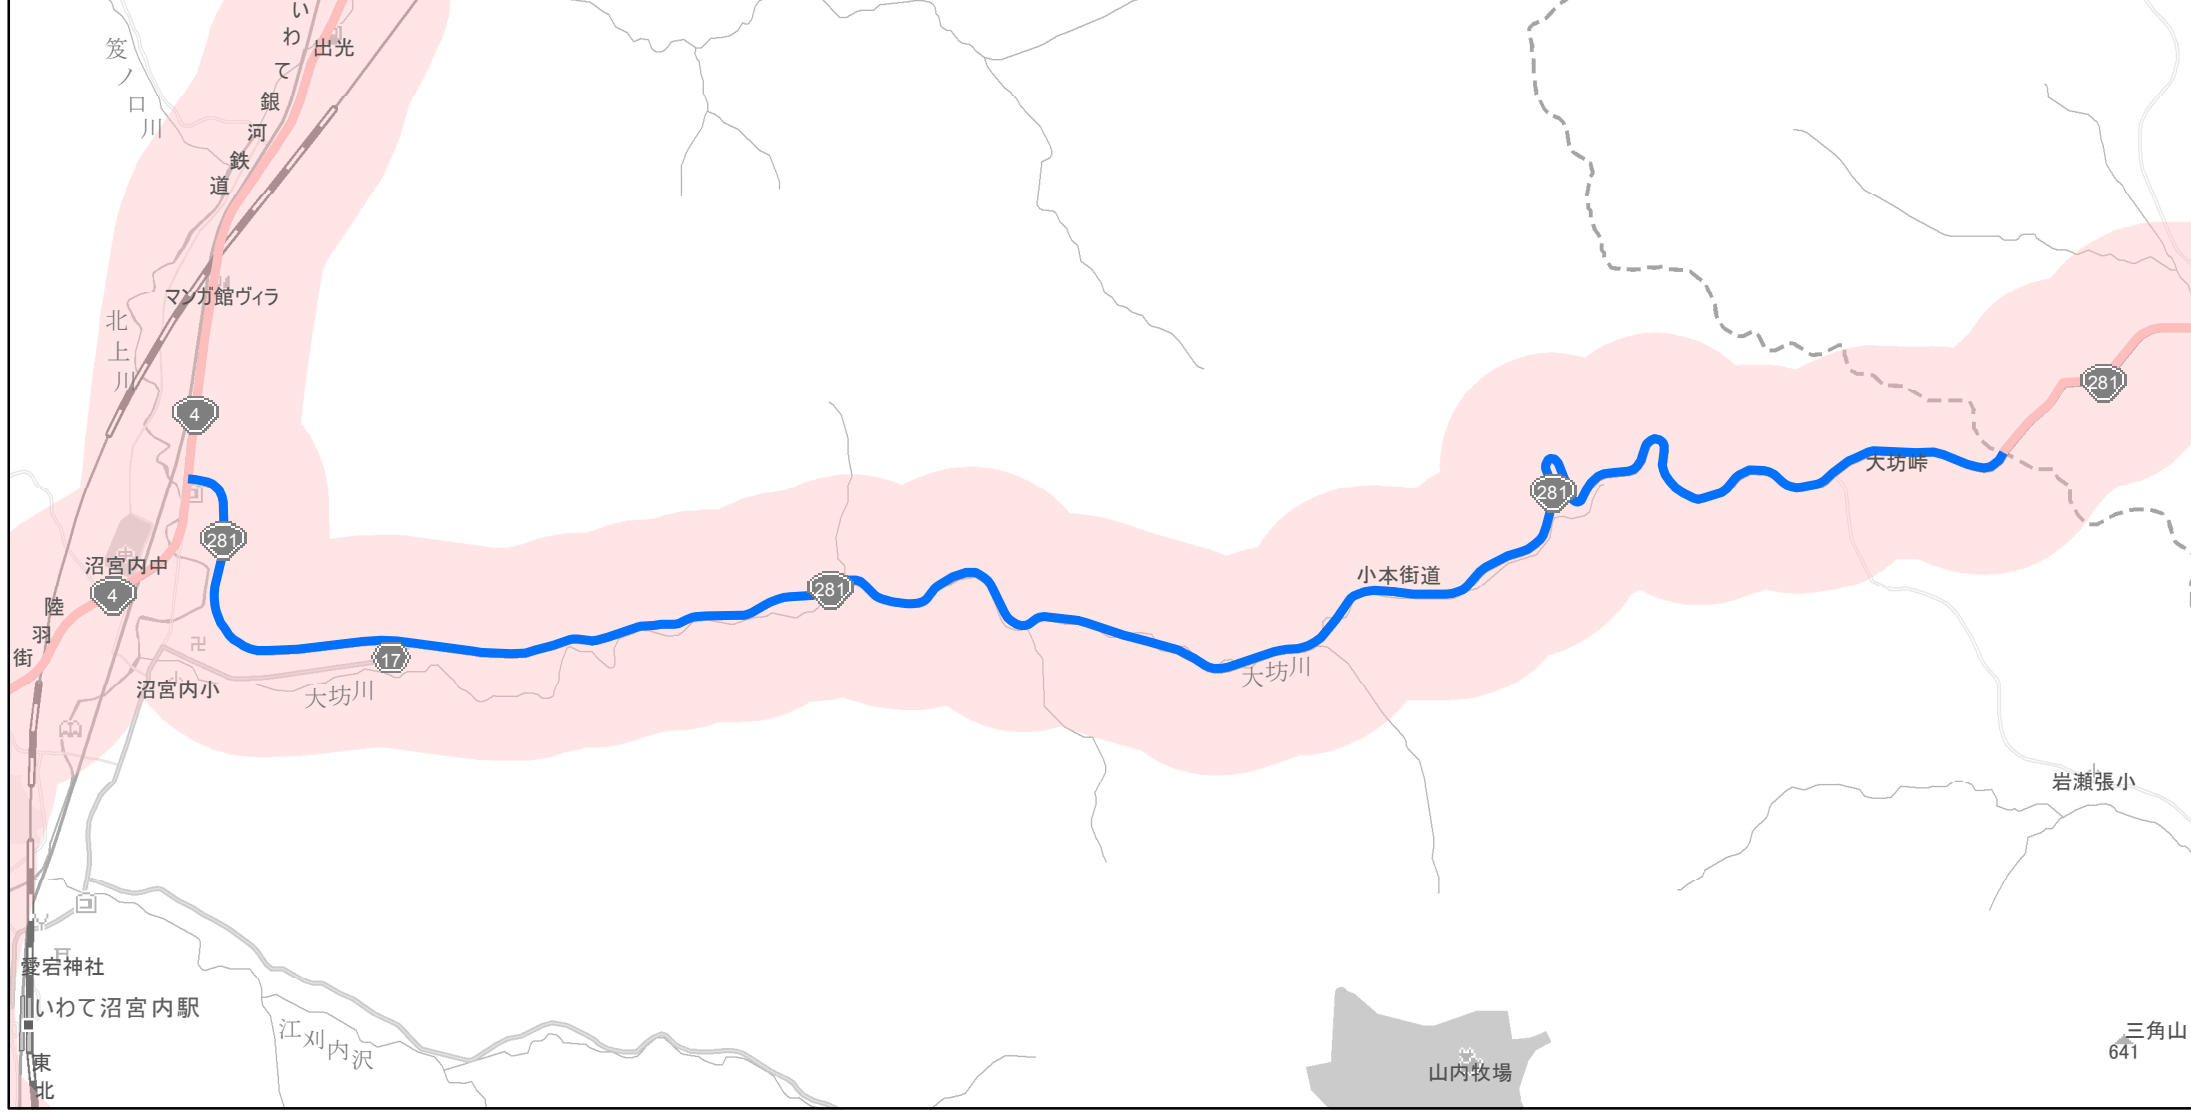 いわて銀河鉄道
出光
笈ノ口川
マンガ館ヴィラ
北上川
4
281
281
大坊峠
281
沼宮内中
4
陸羽街
281
小本街道
17
沼宮内小
大坊川
大坊川
岩瀬張小
愛宕神社
いわて沼宮内駅
東北
江刈内沢
山内牧場
三角山
641